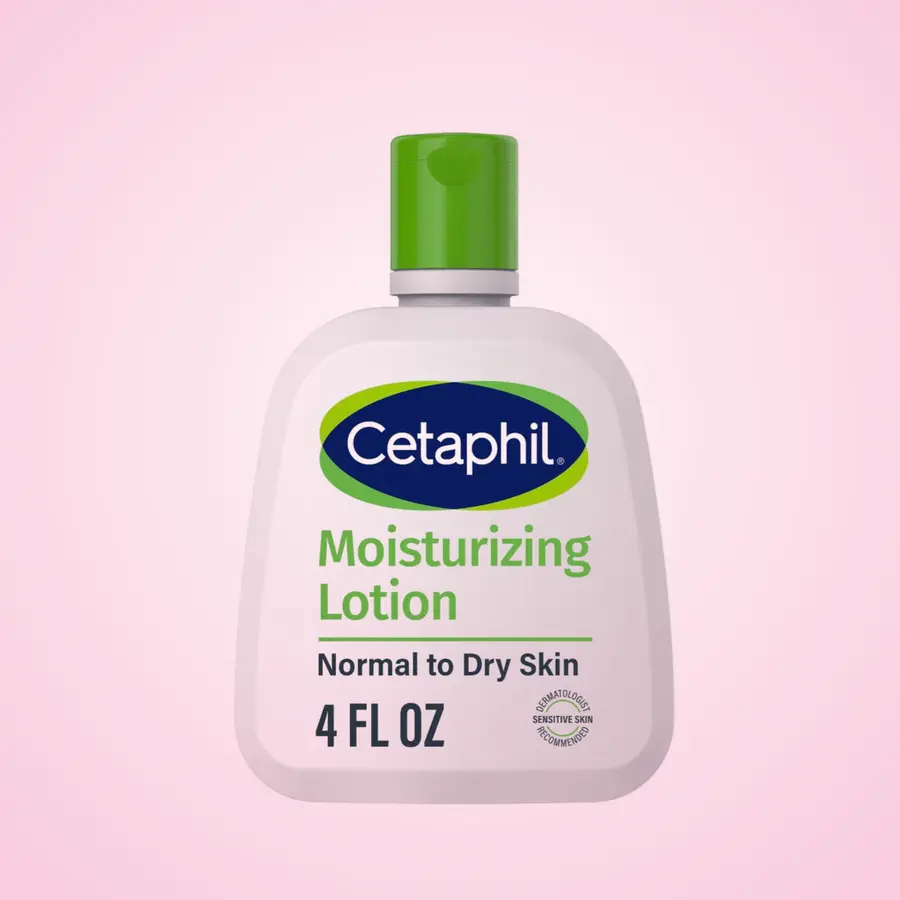 Cetaphil®
Moisturizing
Lotion
Normal to Dry Skin
4 FL OZ
DERMATOLOGIST
SENSITIVE SKIN
RECOMMENDED